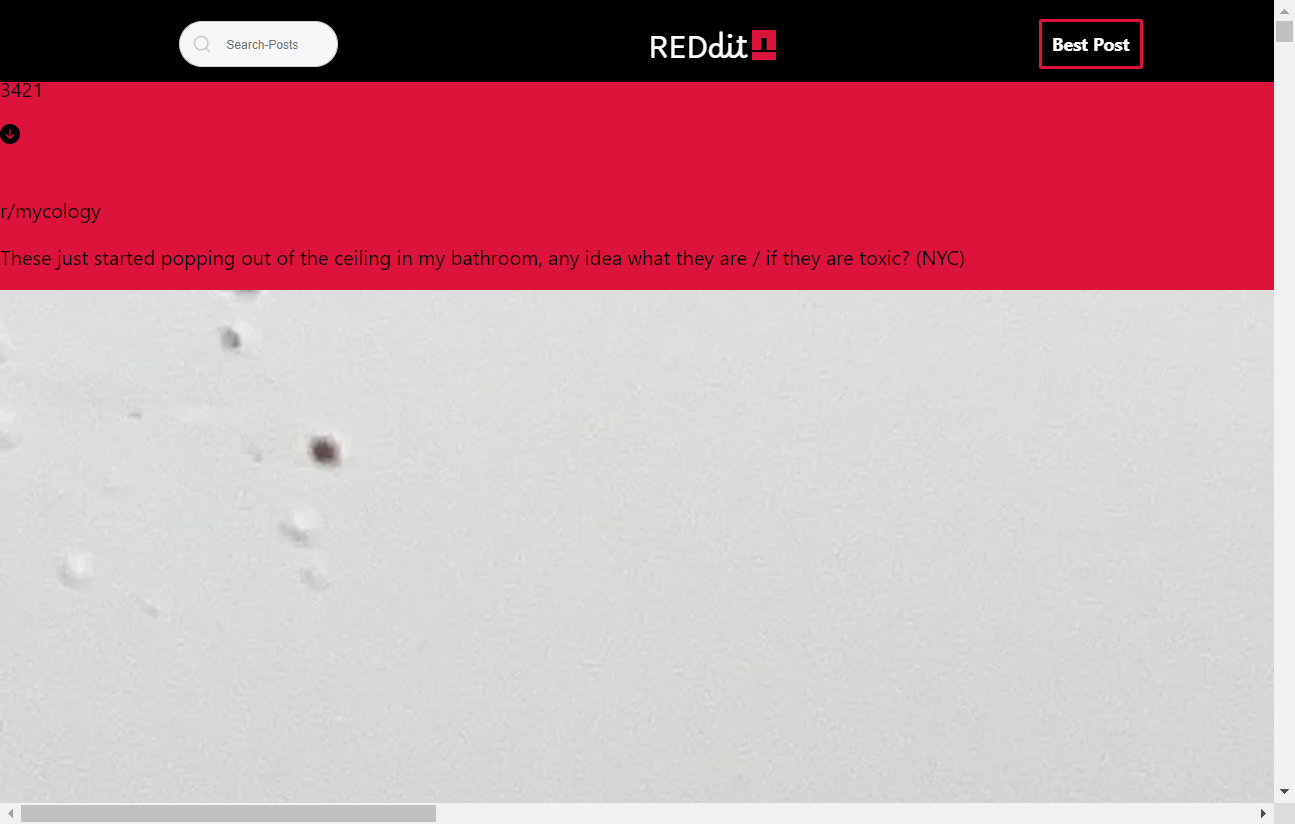 Search-Posts
REDdit
Best Post
3421
r/mycology
These just started popping out of the ceiling in my bathroom, any idea what they are / if they are toxic? (NYC)